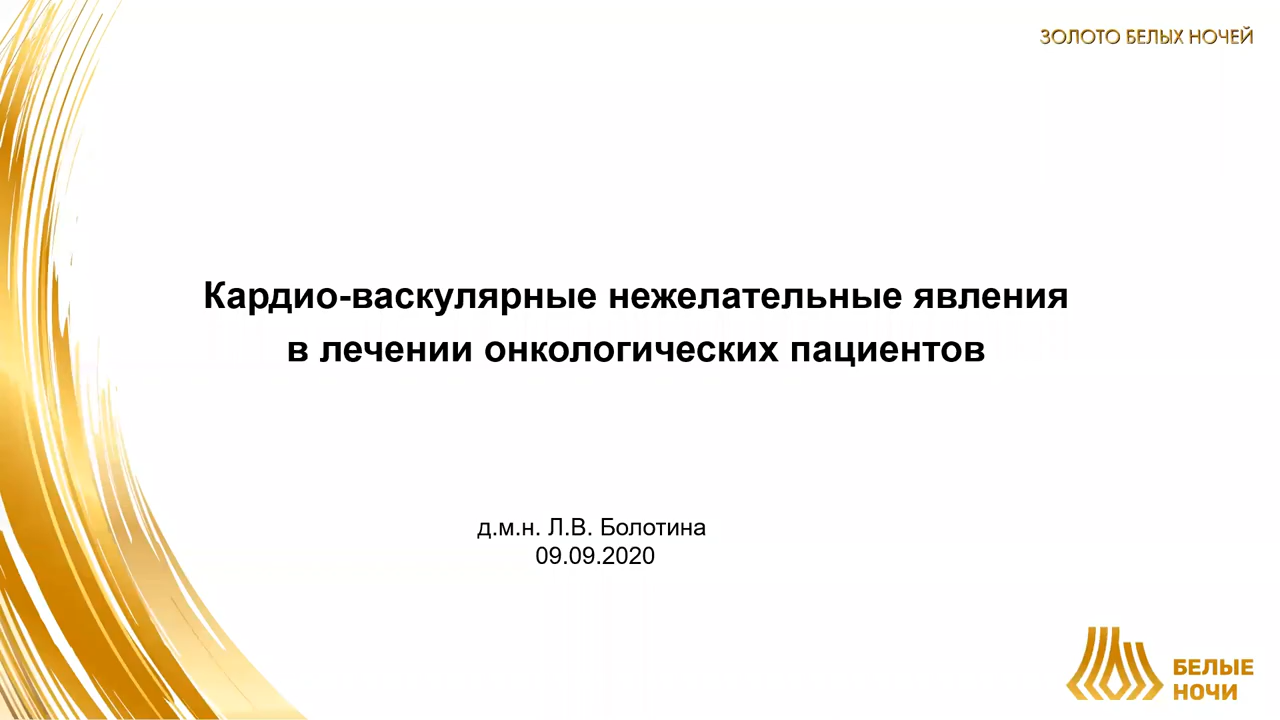 ЗОЛОТО БЕЛЫХ НОЧЕЙ
Кардио-васкулярные нежелательные явления
в лечении онкологических пациентов
д.м.н. Л.В. Болотина
09.09.2020
БЕЛЫЕ
НОЧИ